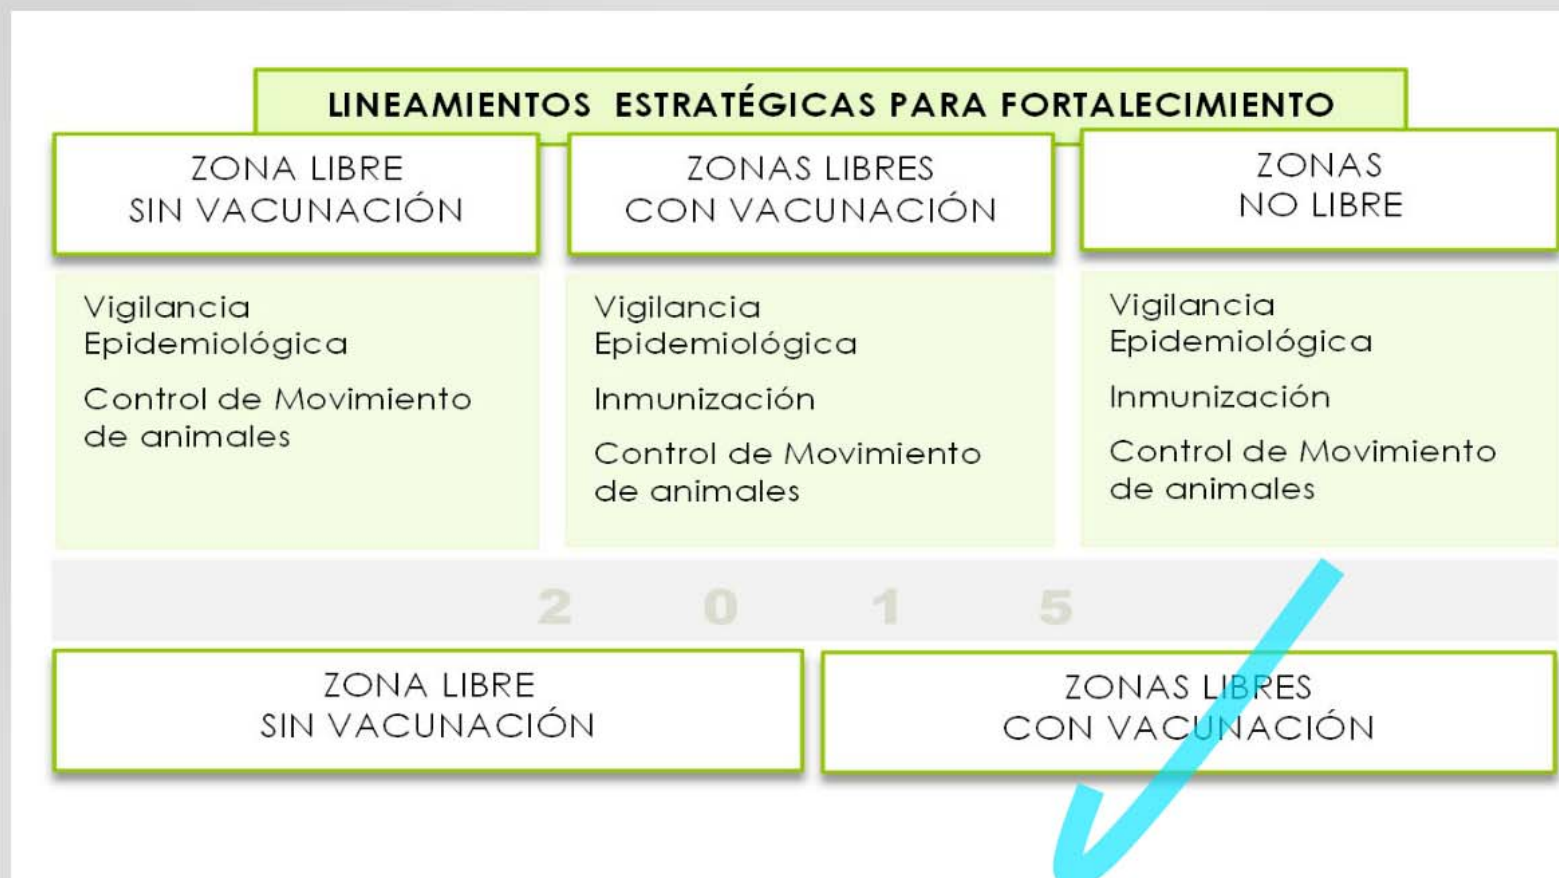 LINEAMIENTOS ESTRATÉGICAS PARA FORTALECIMIENTO
ZONA LIBRE
SIN VACUNACIÓN
Vigilancia
Epidemiológica
Control de Movimiento
de animales
ZONAS LIBRES
CON VACUNACIÓN
Vigilancia
Epidemiológica
Inmunización
Control de Movimiento
de animales
ZONAS
NO LIBRE
Vigilancia
Epidemiológica
Inmunización
Control de Movimiento
de animales
2 0 1 5
ZONA LIBRE
SIN VACUNACIÓN
ZONAS LIBRES
CON VACUNACIÓN